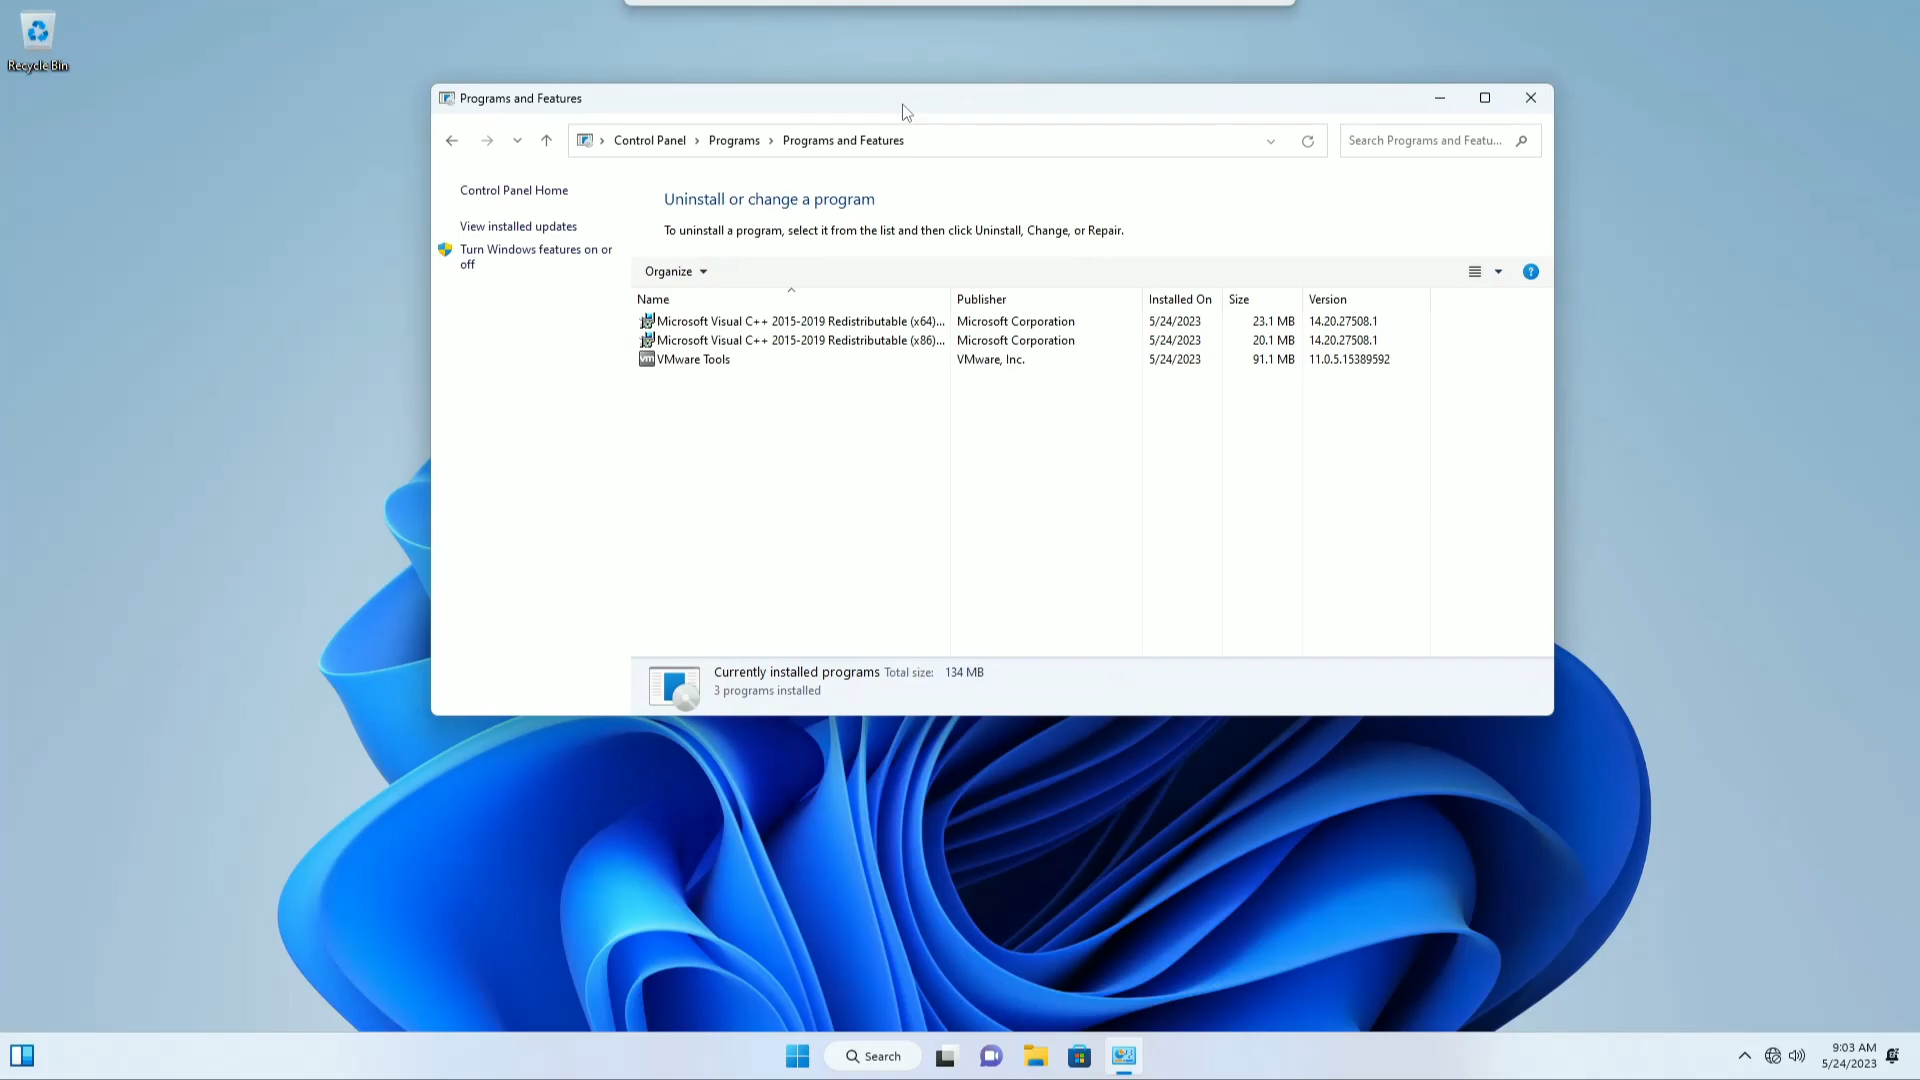 Recycle Bin
Programs and Features
Control Panel > Programs > Programs and Features
Search Programs and Featu...
Control Panel Home
View installed updates
Turn Windows features on or
off
Uninstall or change a program
To uninstall a program, select it from the list and then click Uninstall, Change, or Repair.
Organize
?
Name Publisher Installed On Size Version
Microsoft Visual C++ 2015-2019 Redistributable (x64)... Microsoft Corporation 5/24/2023 23.1 MB 14.20.27508.1
Microsoft Visual C++ 2015-2019 Redistributable (x86)... Microsoft Corporation 5/24/2023 20.1 MB 14.20.27508.1
vm VMware Tools VMware, Inc. 5/24/2023 91.1 MB 11.0.5.15389592
Currently installed programs Total size: 134 MB
3 programs installed
Search
9:03 AM
5/24/2023